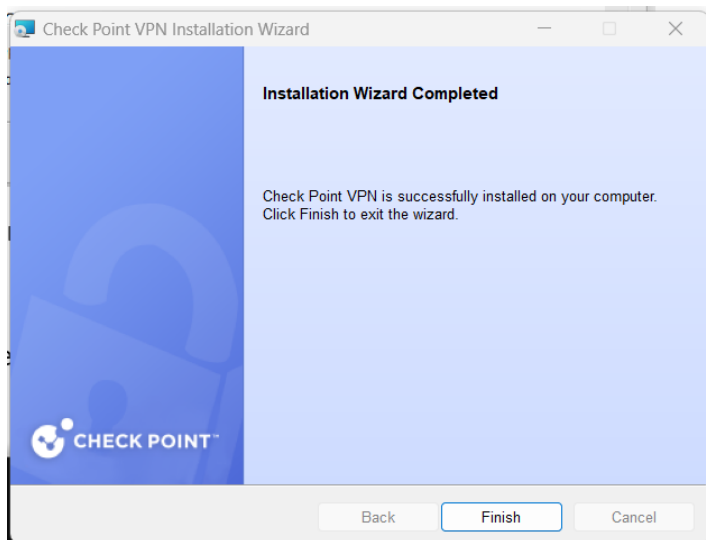 Check Point VPN Installation Wizard
Installation Wizard Completed
Check Point VPN is successfully installed on your computer.
Click Finish to exit the wizard.
CHECK POINT™
Back
Finish
Cancel